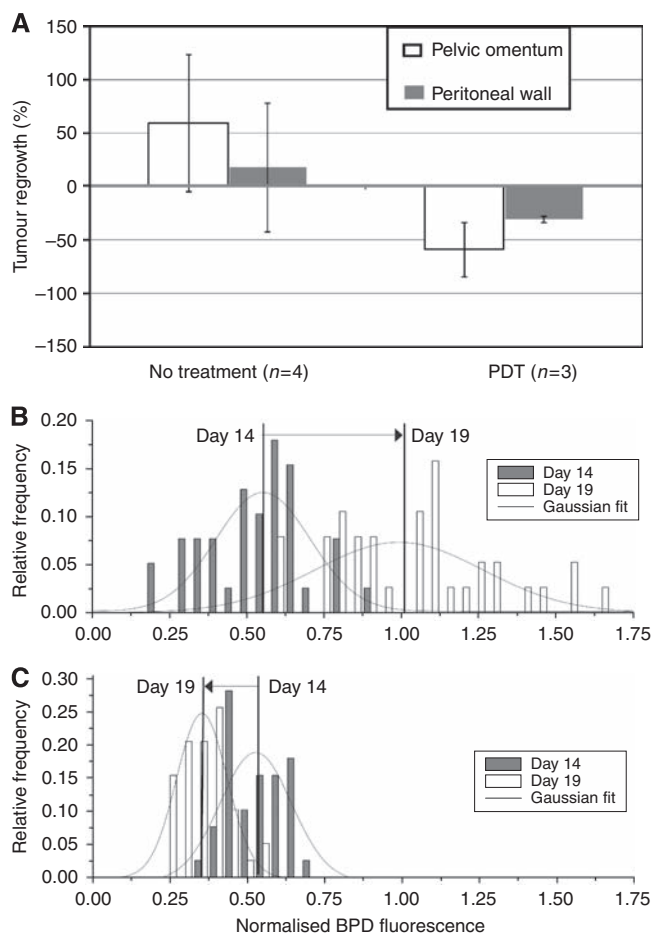 A
150
100
50
0
−50
−100
−150
Tumour regrowth (%)
Pelvic omentum
Peritoneal wall
No treatment (n=4)
PDT (n=3)
B
0.20
0.15
0.10
0.05
0.00
Relative frequency
Day 14
Day 19
Day 14
Day 19
Gaussian fit
0.00 0.25 0.50 0.75 1.00 1.25 1.50 1.75
C
0.30
0.25
0.20
0.15
0.10
0.05
0.00
Relative frequency
Day 19
Day 14
Day 14
Day 19
Gaussian fit
0.00 0.25 0.50 0.75 1.00 1.25 1.50 1.75
Normalised BPD fluorescence